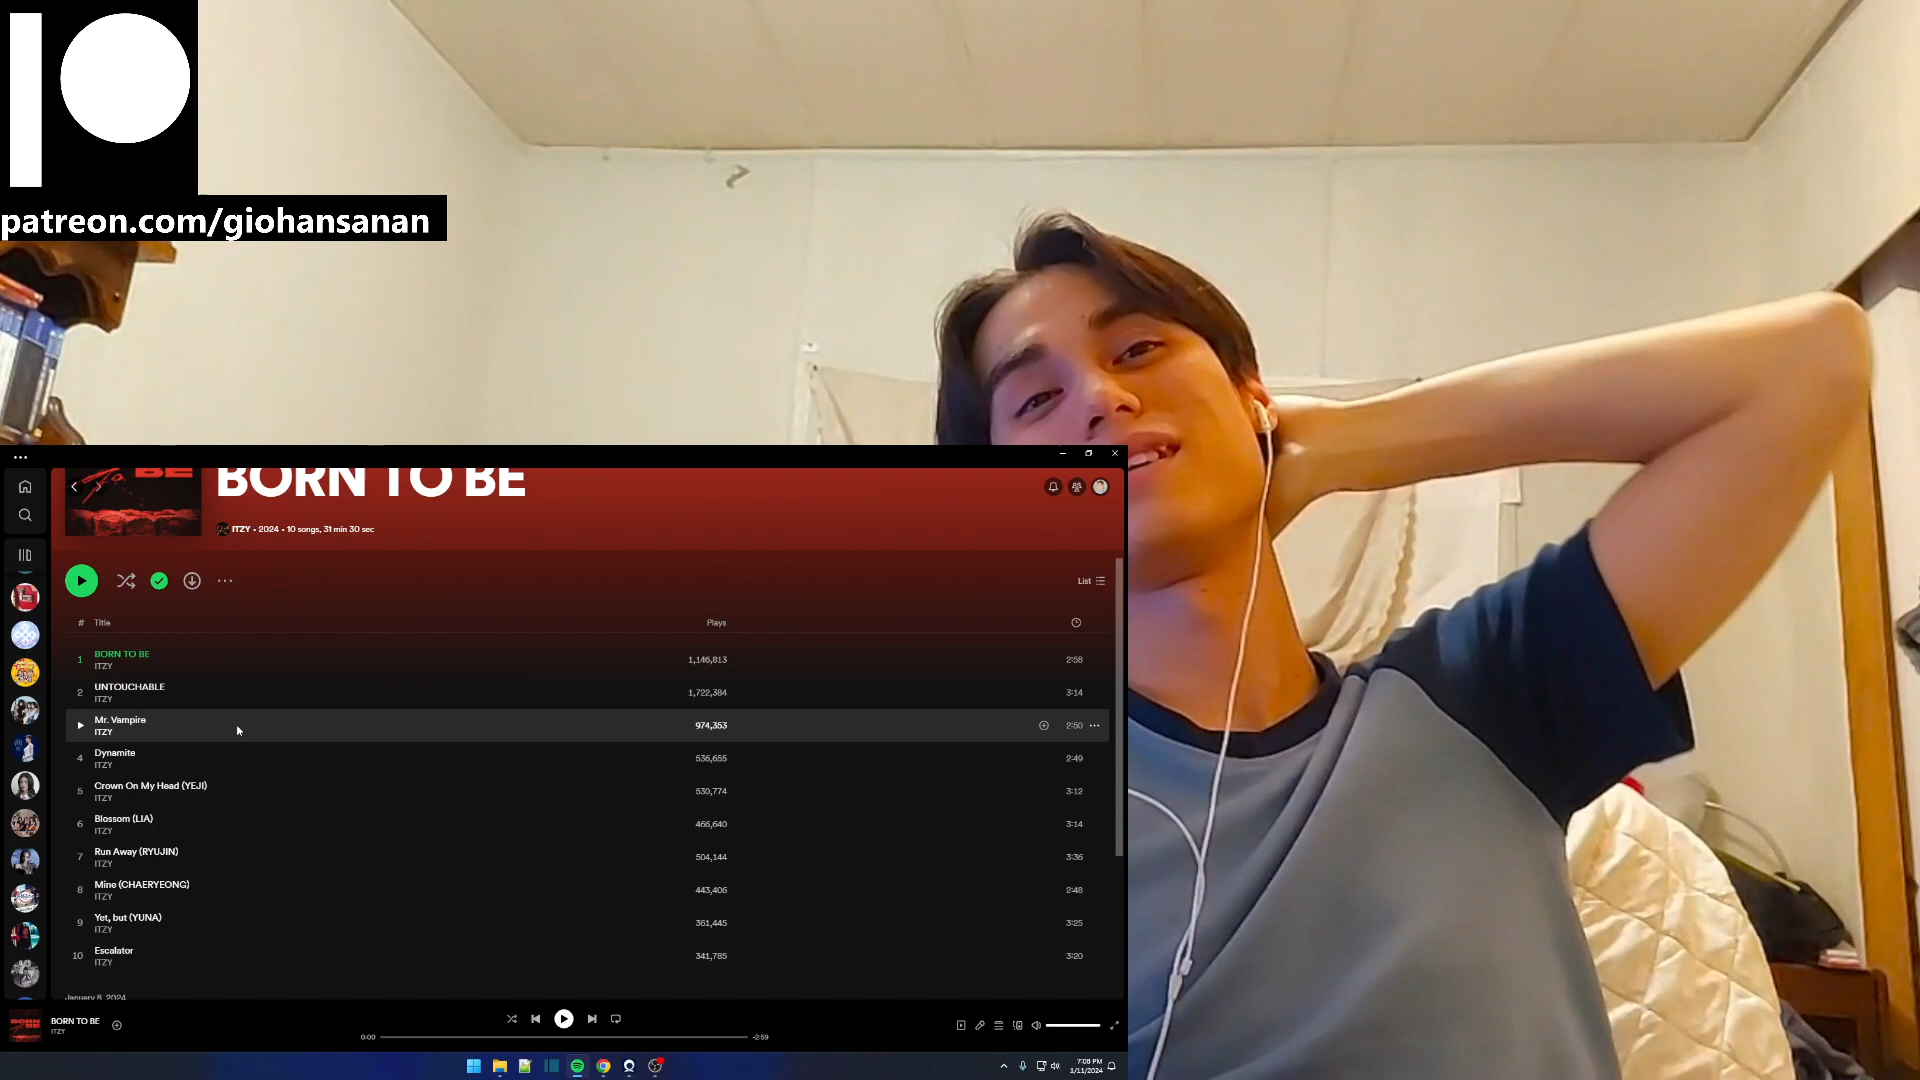 patreon.com/giohansanan
BORN TO BE
ITZY • 2024 • 10 songs, 31 min 30 sec
List
# Title Plays
1 BORN TO BE 1,146,813 2:58
ITZY
2 UNTOUCHABLE 1,722,384 3:14
ITZY
Mr. Vampire 974,353 2:50
ITZY
4 Dynamite 536,655 2:49
ITZY
5 Crown On My Head (YEJI) 530,774 3:12
ITZY
6 Blossom (LIA) 466,640 3:14
ITZY
7 Run Away (RYUJIN) 504,144 3:36
ITZY
8 Mine (CHAERYEONG) 443,406 2:48
ITZY
9 Yet, but (YUNA) 361,445 3:25
ITZY
10 Escalator 341,785 3:20
ITZY
January 8, 2024
BORN TO BE
ITZY
0:00 -2:59
7:08 PM
1/11/2024